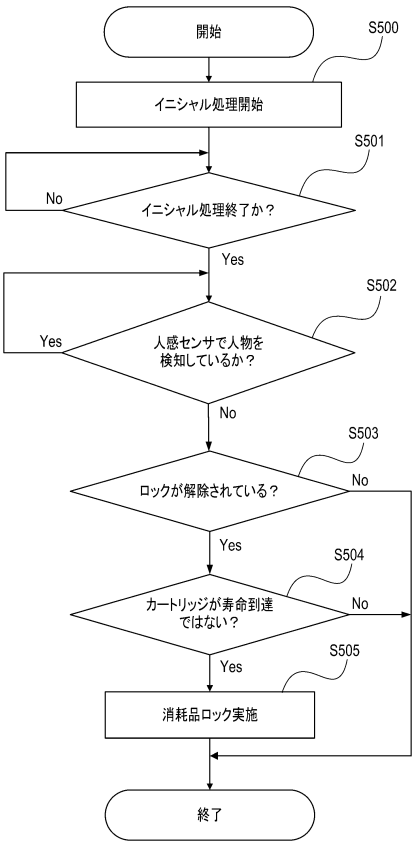 開始
S500
イニシャル処理開始
S501
イニシャル処理終了か？
No
Yes
S502
人感センサで人物を
検知しているか？
Yes
No
S503
ロックが解除されている？
No
Yes
S504
カートリッジが寿命到達
ではない？
No
Yes
S505
消耗品ロック実施
終了